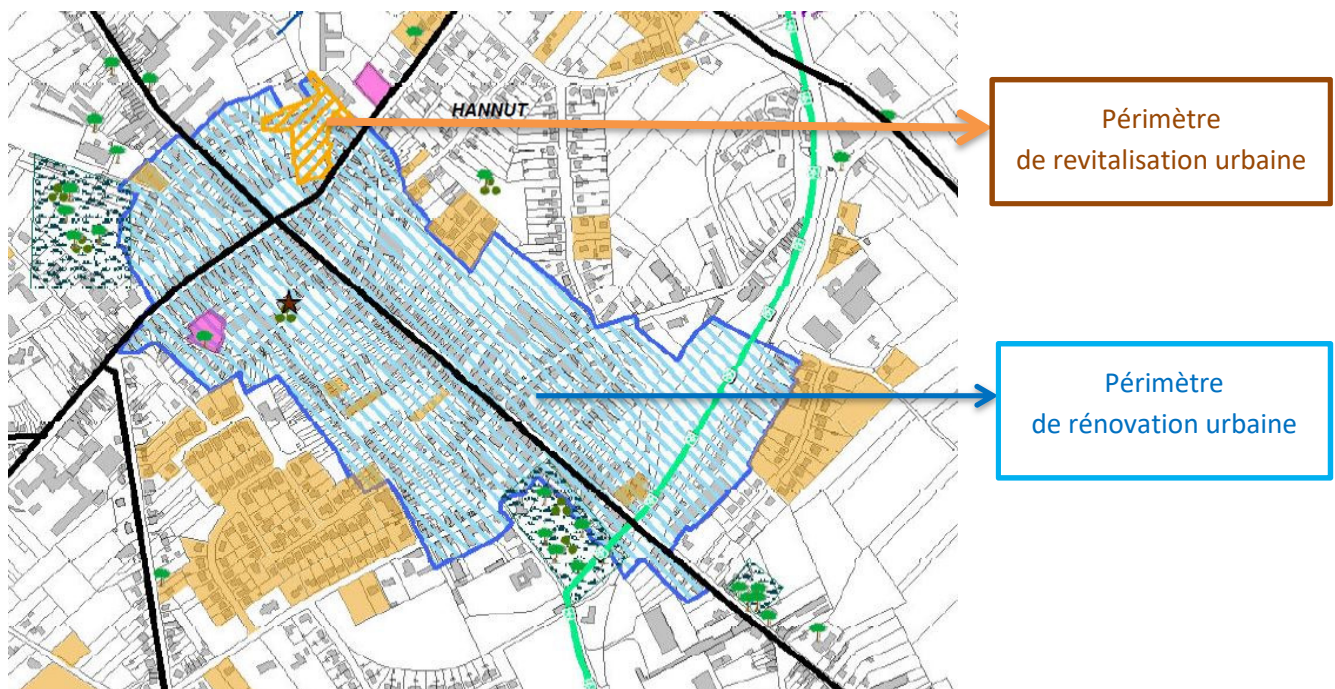 HANNUT
Périmètre
de revitalisation urbaine
Périmètre
de rénovation urbaine